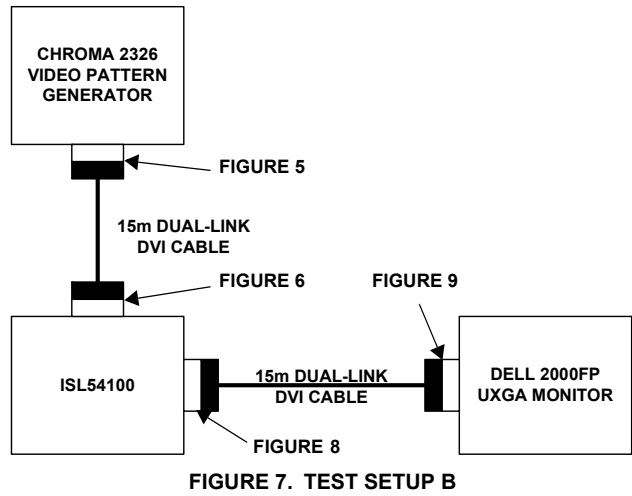 CHROMA 2326
VIDEO PATTERN
GENERATOR
FIGURE 5
15m DUAL-LINK
DVI CABLE
FIGURE 6
FIGURE 9
ISL54100
15m DUAL-LINK
DVI CABLE
DELL 2000FP
UXGA MONITOR
FIGURE 8
FIGURE 7. TEST SETUP B